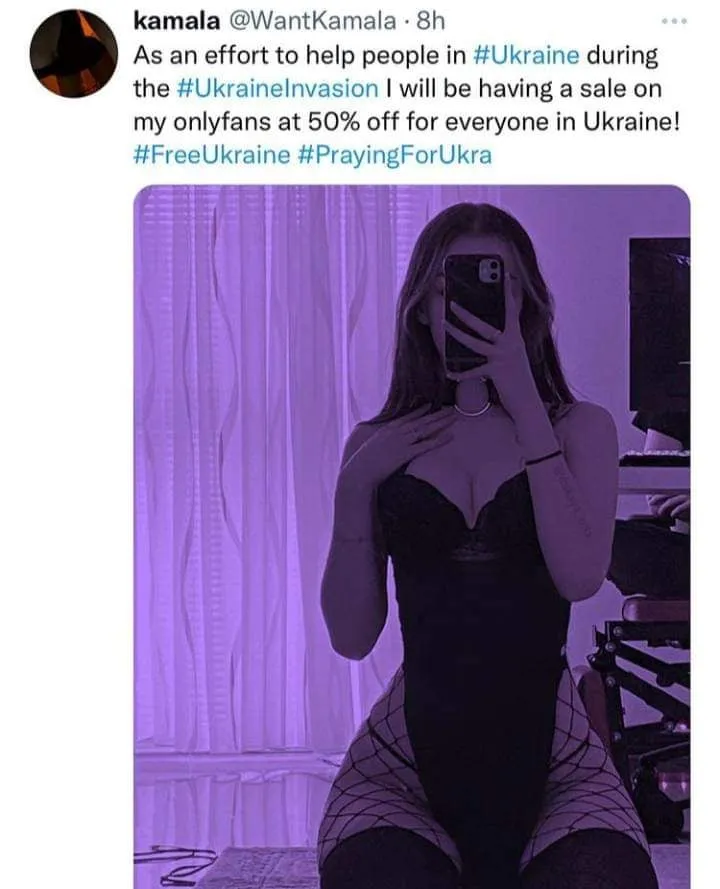 kamala @WantKamala · 8h
As an effort to help people in #Ukraine during
the #UkraineInvasion I will be having a sale on
my onlyfans at 50% off for everyone in Ukraine!
#FreeUkraine #PrayingForUkra